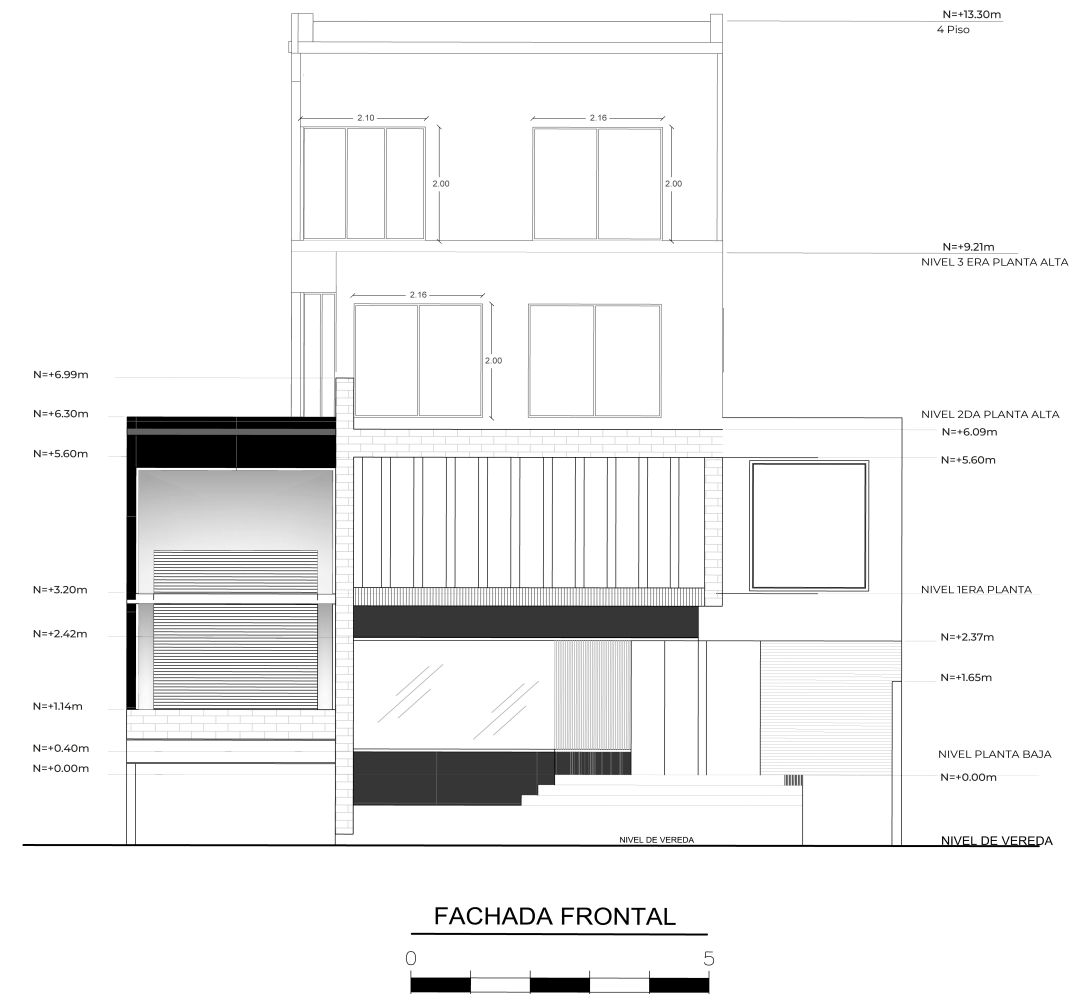 N=+13.30m
4 Piso
2.10
2.16
2.00
2.00
N=+9.21m
NIVEL 3 ERA PLANTA ALTA
2.16
2.00
N=+6.99m
N=+6.30m
NIVEL 2DA PLANTA ALTA
N=+6.09m
N=+5.60m
N=+5.60m
N=+3.20m
NIVEL 1ERA PLANTA
N=+2.42m
N=+2.37m
N=+1.65m
N=+1.14m
N=+0.40m
NIVEL PLANTA BAJA
N=+0.00m
N=+0.00m
NIVEL DE VEREDA
NIVEL DE VEREDA
FACHADA FRONTAL
0 5